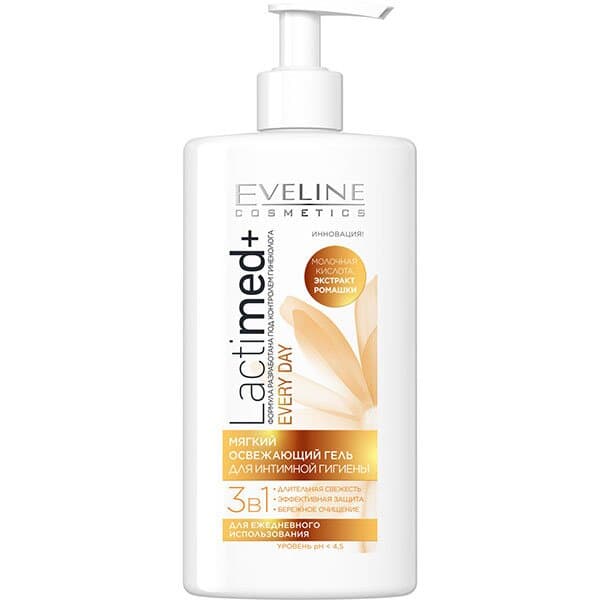 EVELINE
COSMETICS
ИННОВАЦИЯ!
МОЛОЧНАЯ
КИСЛОТА,
ЭКСТРАКТ
РОМАШКИ
Lactimed+
ФОРМУЛА РАЗРАБОТАНА ПОД КОНТРОЛЕМ ГИНЕКОЛОГА
EVERY DAY
МЯГКИЙ
ОСВЕЖАЮЩИЙ ГЕЛЬ
ДЛЯ ИНТИМНОЙ ГИГИЕНЫ
3в1
• ДЛИТЕЛЬНАЯ СВЕЖЕСТЬ
• ЭФФЕКТИВНАЯ ЗАЩИТА
• БЕРЕЖНОЕ ОЧИЩЕНИЕ
ДЛЯ ЕЖЕДНЕВНОГО
ИСПОЛЬЗОВАНИЯ
УРОВЕНЬ pH < 4,5